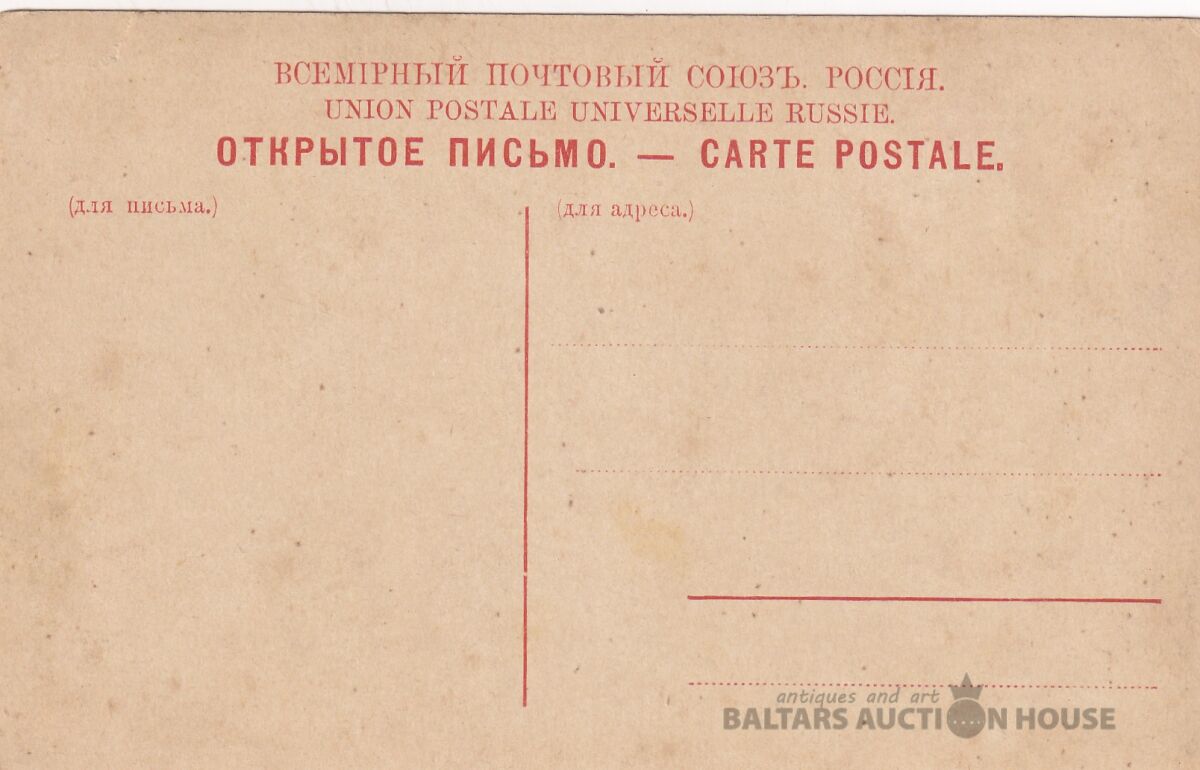 ВСЕМІРНЫЙ ПОЧТОВЫЙ СОЮЗЪ. РОССІЯ.
UNION POSTALE UNIVERSELLE RUSSIE.
ОТКРЫТОЕ ПИСЬМО. — CARTE POSTALE.
(для письма.)
(для адреса.)
antiques and art
BALTARS AUCTION HOUSE